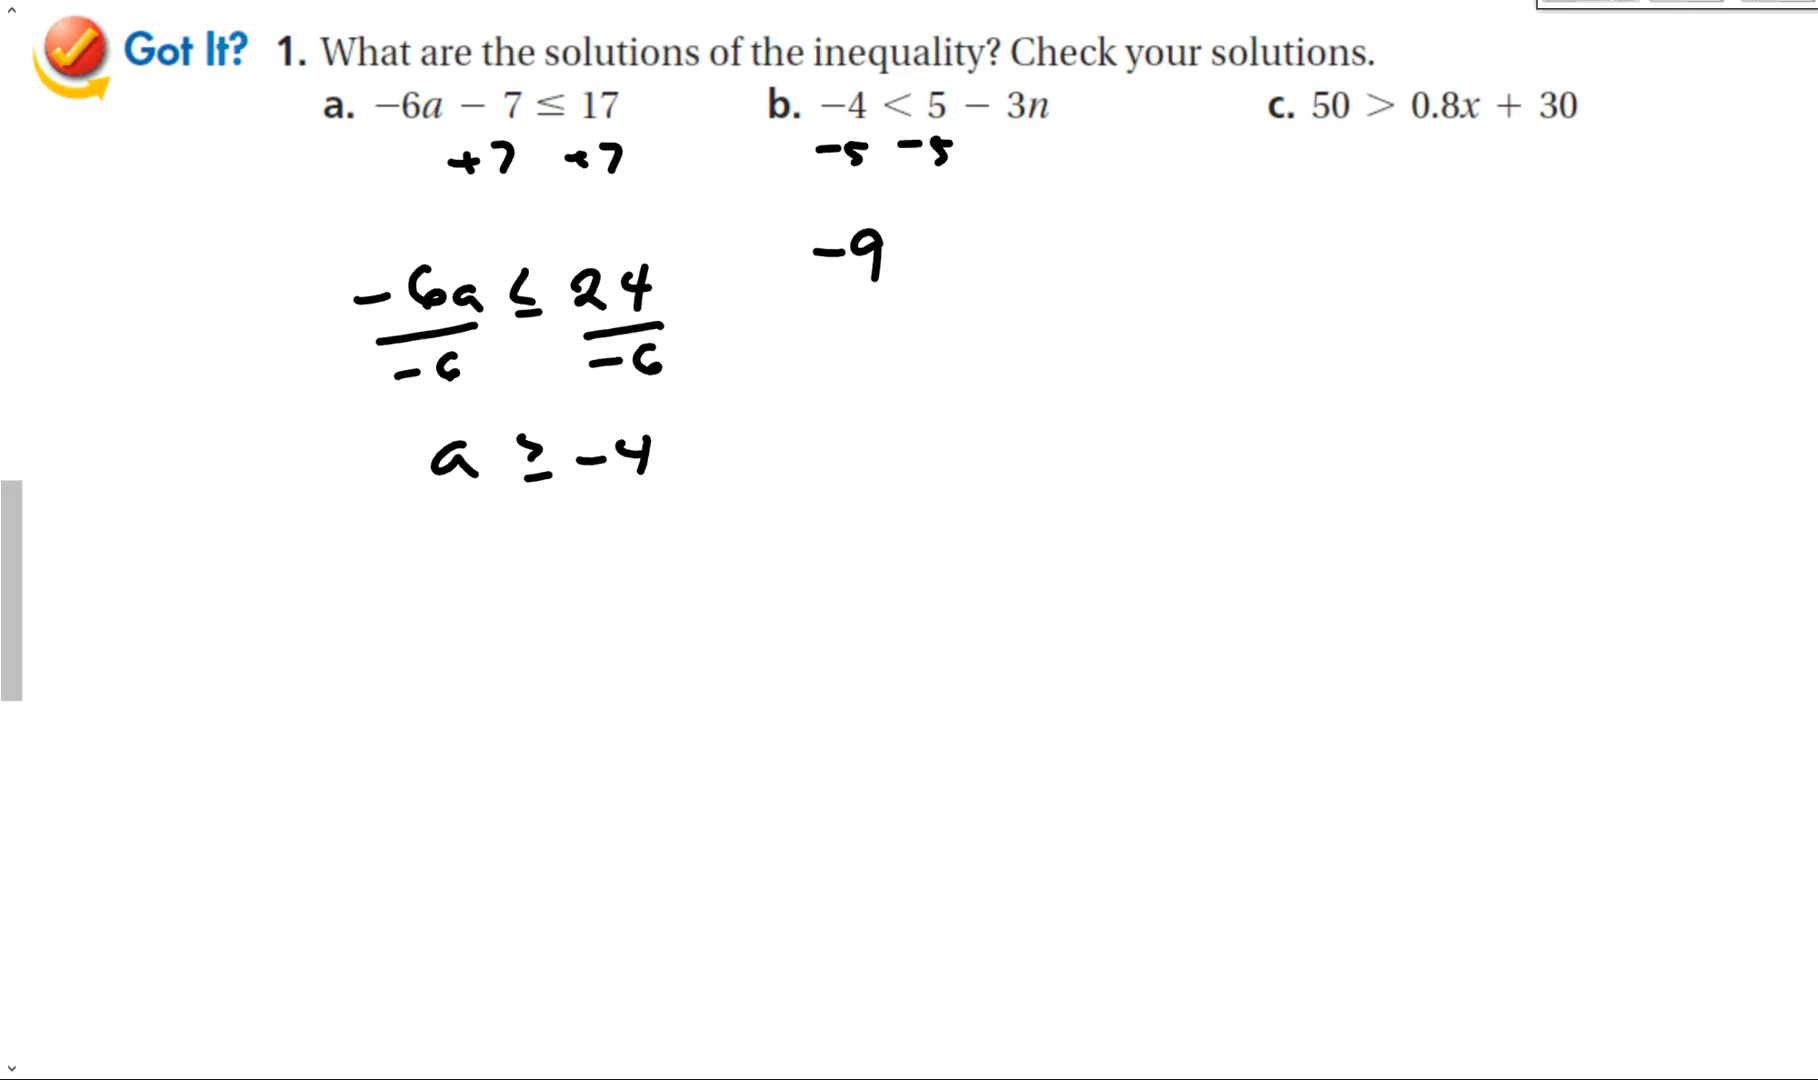 Got It? 1. What are the solutions of the inequality? Check your solutions.
a. −6a − 7 ≤ 17 b. −4 < 5 − 3n c. 50 > 0.8x + 30
+7 +7 -5 -5
-9
-6a ≤ 24
-6 -6
a ≥ -4